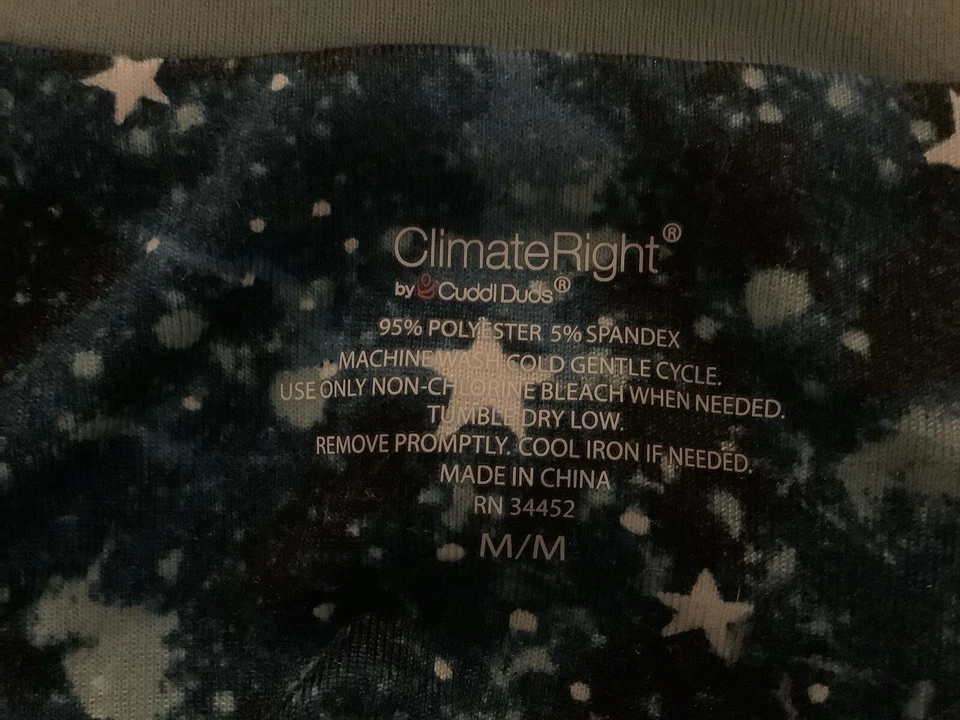 ClimateRight®
by Cuddl Duds®
95% POLYESTER 5% SPANDEX
MACHINE WASH COLD GENTLE CYCLE.
USE ONLY NON-CHLORINE BLEACH WHEN NEEDED.
TUMBLE DRY LOW.
REMOVE PROMPTLY. COOL IRON IF NEEDED.
MADE IN CHINA
RN 34452
M/M